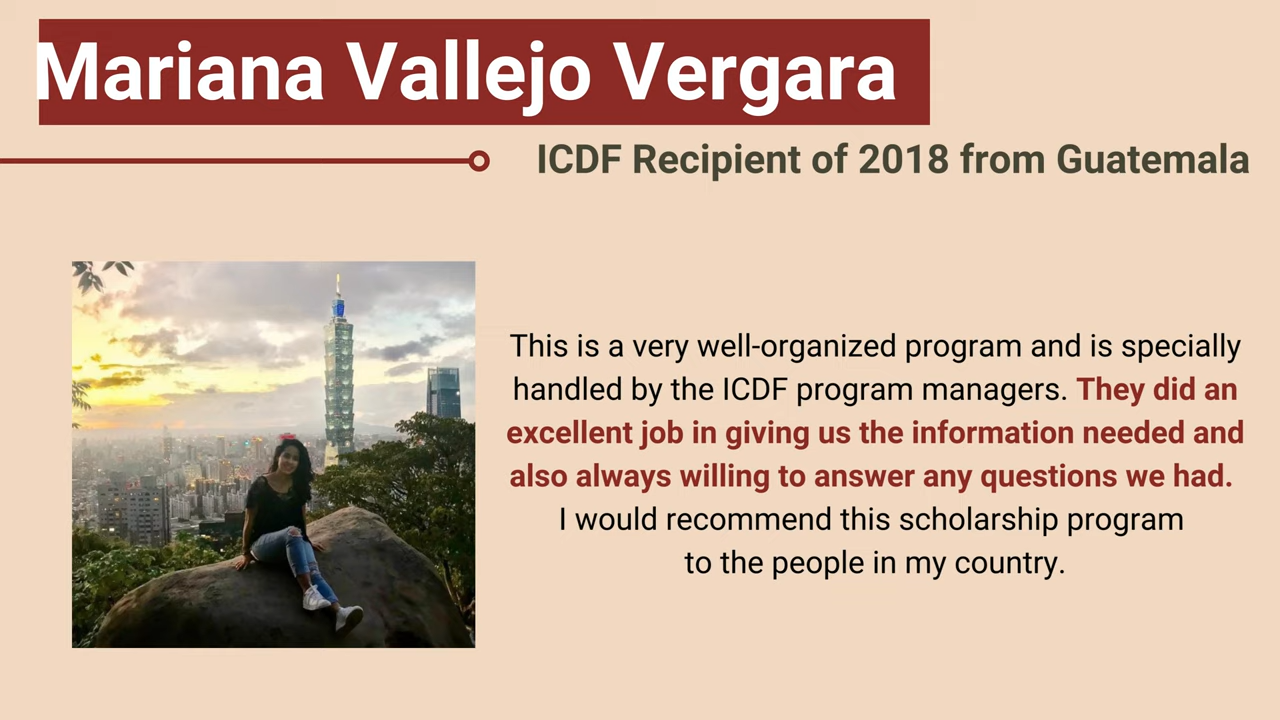 Mariana Vallejo Vergara
ICDF Recipient of 2018 from Guatemala
This is a very well-organized program and is specially
handled by the ICDF program managers. They did an
excellent job in giving us the information needed and
also always willing to answer any questions we had.
I would recommend this scholarship program
to the people in my country.